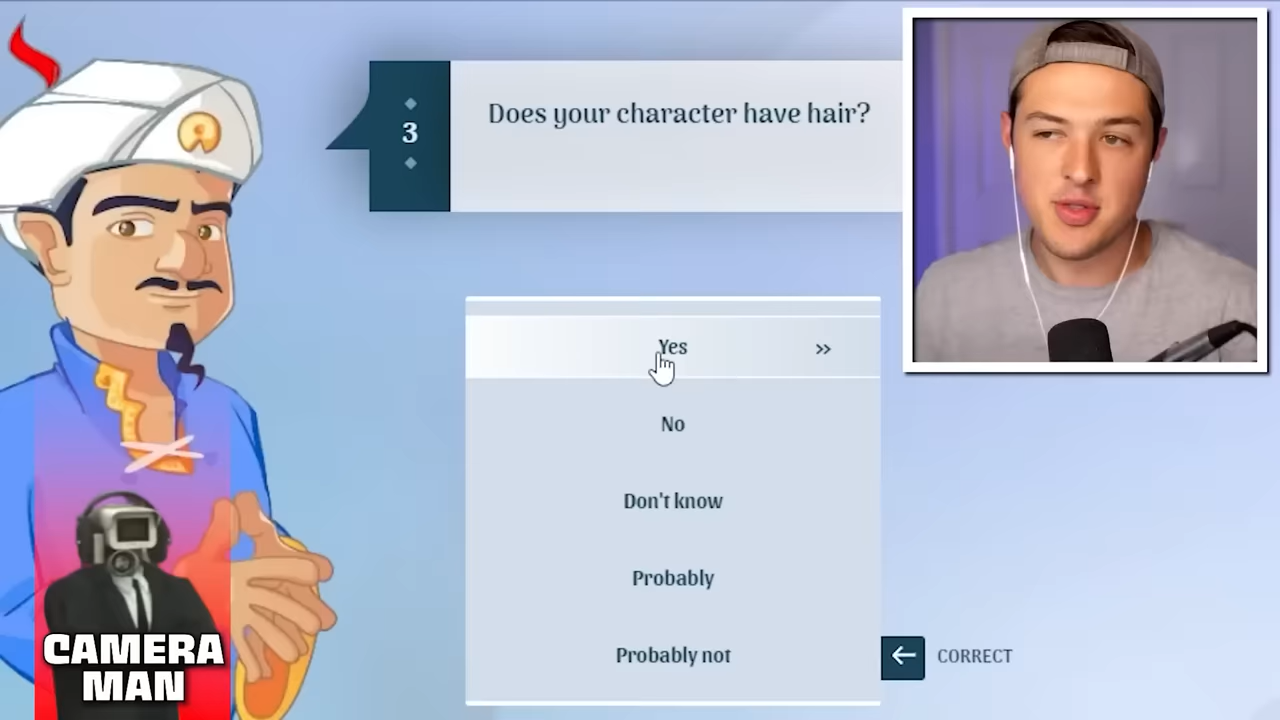 3
Does your character have hair?
Yes
No
Don't know
Probably
Probably not
CORRECT
CAMERA
MAN